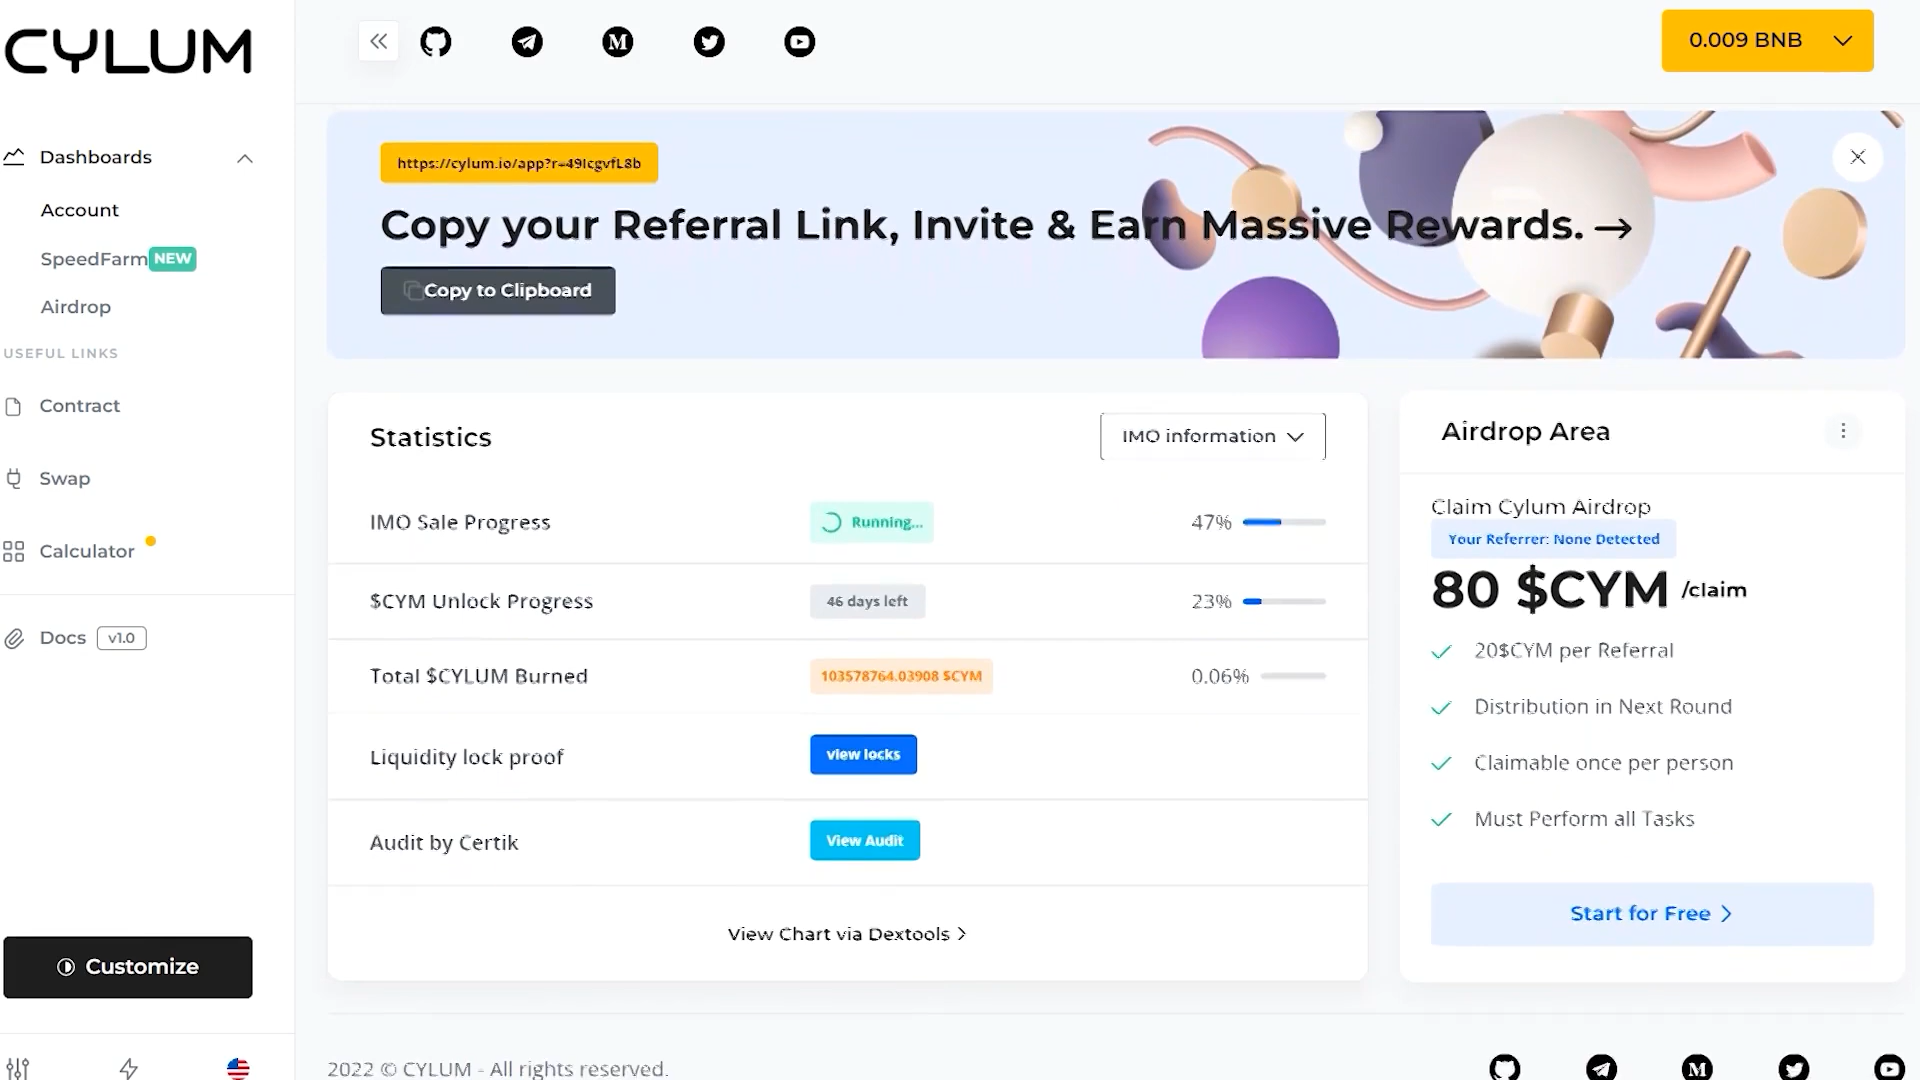 CYLUM
0.009 BNB
Dashboards
Account
SpeedFarm NEW
Airdrop
USEFUL LINKS
Contract
Swap
Calculator
Docs v1.0
Customize
https://cylum.io/app?r=49lcgvfL8b
Copy your Referral Link, Invite & Earn Massive Rewards. →
Copy to Clipboard
Statistics
IMO information
IMO Sale Progress Running... 47%
$CYM Unlock Progress 46 days left 23%
Total $CYLUM Burned 103578764.03908 $CYM 0.06%
Liquidity lock proof view locks
Audit by Certik View Audit
View Chart via Dextools >
Airdrop Area
Claim Cylum Airdrop
Your Referrer: None Detected
80 $CYM /claim
20$CYM per Referral
Distribution in Next Round
Claimable once per person
Must Perform all Tasks
Start for Free >
2022 © CYLUM - All rights reserved.